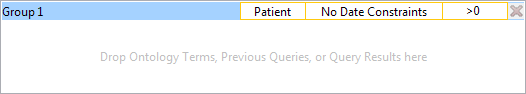 Group 1 Patient No Date Constraints >0
Drop Ontology Terms, Previous Queries, or Query Results here